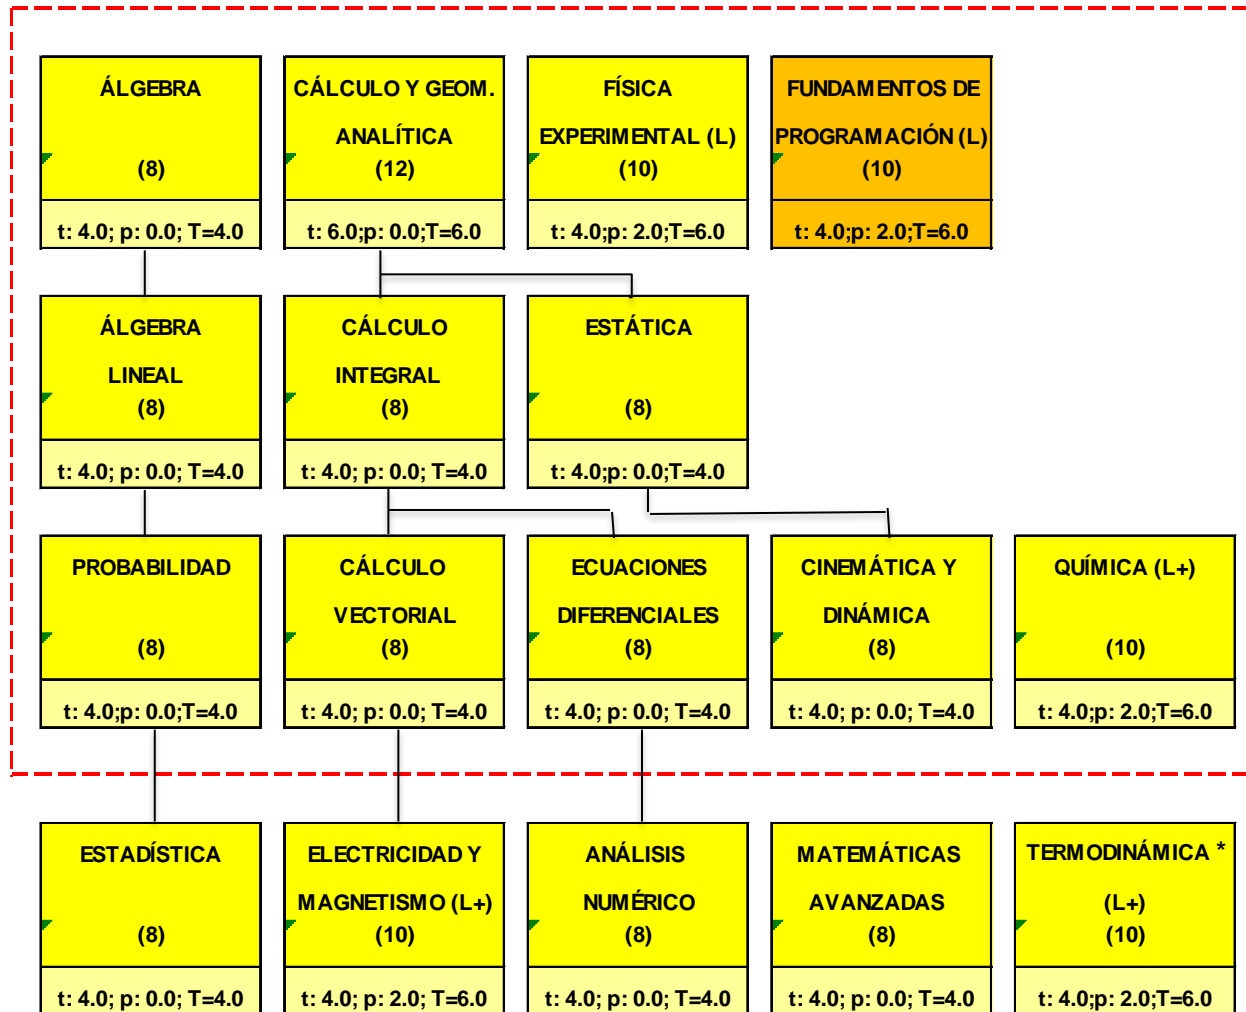 ÁLGEBRA
(8)
t: 4.0; p: 0.0; T=4.0
CÁLCULO Y GEOM.
ANALÍTICA
(12)
t: 6.0;p: 0.0;T=6.0
FÍSICA
EXPERIMENTAL (L)
(10)
t: 4.0;p: 2.0;T=6.0
FUNDAMENTOS DE
PROGRAMACIÓN (L)
(10)
t: 4.0;p: 2.0;T=6.0
ÁLGEBRA
LINEAL
(8)
t: 4.0; p: 0.0; T=4.0
CÁLCULO
INTEGRAL
(8)
t: 4.0; p: 0.0; T=4.0
ESTÁTICA
(8)
t: 4.0;p: 0.0;T=4.0
PROBABILIDAD
(8)
t: 4.0;p: 0.0;T=4.0
CÁLCULO
VECTORIAL
(8)
t: 4.0; p: 0.0; T=4.0
ECUACIONES
DIFERENCIALES
(8)
t: 4.0; p: 0.0; T=4.0
CINEMÁTICA Y
DINÁMICA
(8)
t: 4.0; p: 0.0; T=4.0
QUÍMICA (L+)
(10)
t: 4.0;p: 2.0;T=6.0
ESTADÍSTICA
(8)
t: 4.0; p: 0.0; T=4.0
ELECTRICIDAD Y
MAGNETISMO (L+)
(10)
t: 4.0; p: 2.0; T=6.0
ANÁLISIS
NUMÉRICO
(8)
t: 4.0; p: 0.0; T=4.0
MATEMÁTICAS
AVANZADAS
(8)
t: 4.0; p: 0.0; T=4.0
TERMODINÁMICA *
(L+)
(10)
t: 4.0;p: 2.0;T=6.0